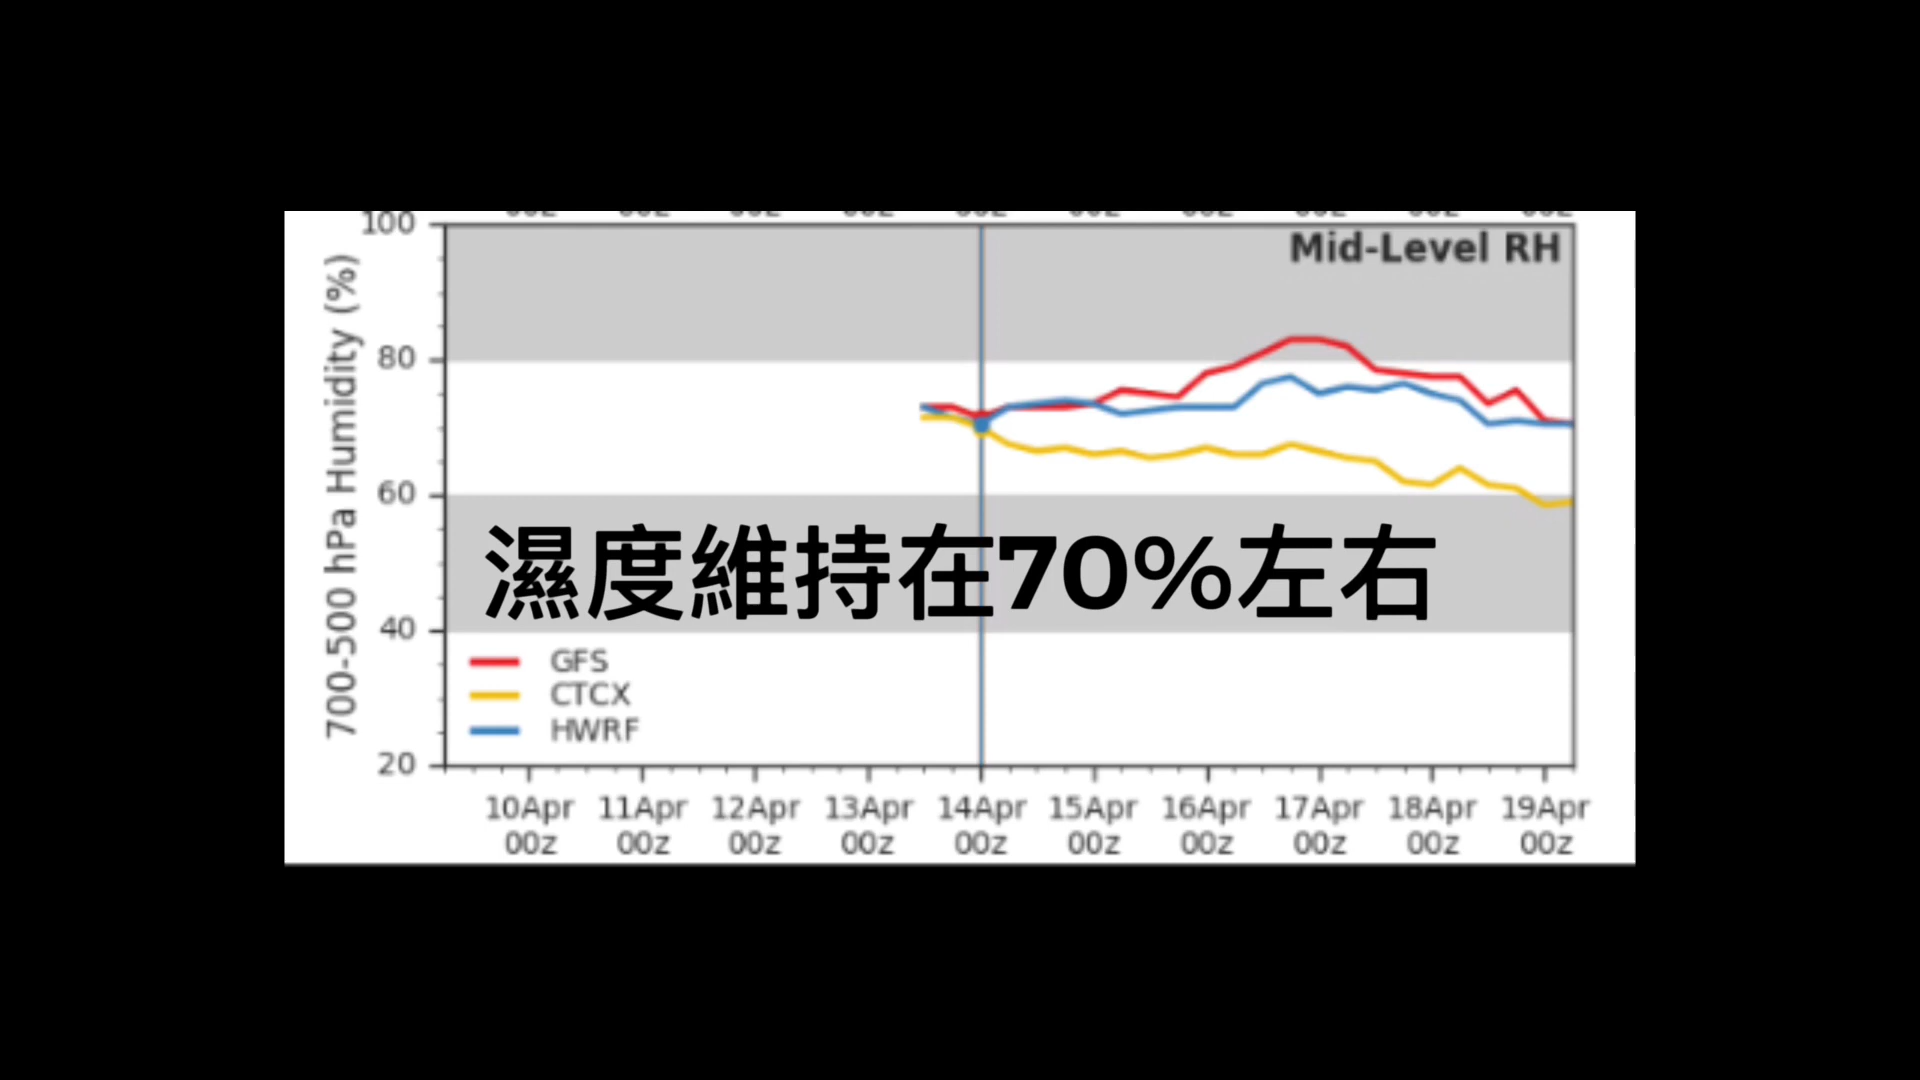 100
Mid-Level RH
700-500 hPa Humidity (%)
80
60
濕度維持在70%左右
40
GFS
CTCX
HWRF
20
10Apr 11Apr 12Apr 13Apr 14Apr 15Apr 16Apr 17Apr 18Apr 19Apr
00z 00z 00z 00z 00z 00z 00z 00z 00z 00z